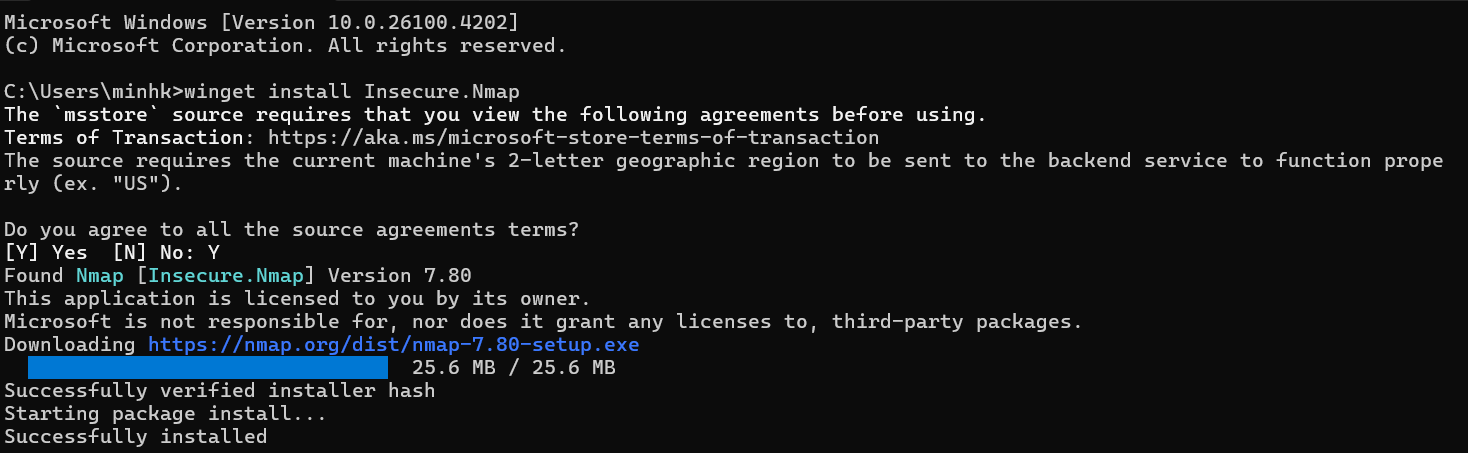 Microsoft Windows [Version 10.0.26100.4202]
(c) Microsoft Corporation. All rights reserved.
C:\Users\minhk>winget install Insecure.Nmap
The `msstore` source requires that you view the following agreements before using.
Terms of Transaction: https://aka.ms/microsoft-store-terms-of-transaction
The source requires the current machine's 2-letter geographic region to be sent to the backend service to function prope
rly (ex. "US").
Do you agree to all the source agreements terms?
[Y] Yes  [N] No: Y
Found Nmap [Insecure.Nmap] Version 7.80
This application is licensed to you by its owner.
Microsoft is not responsible for, nor does it grant any licenses to, third-party packages.
Downloading https://nmap.org/dist/nmap-7.80-setup.exe
25.6 MB / 25.6 MB
Successfully verified installer hash
Starting package install...
Successfully installed